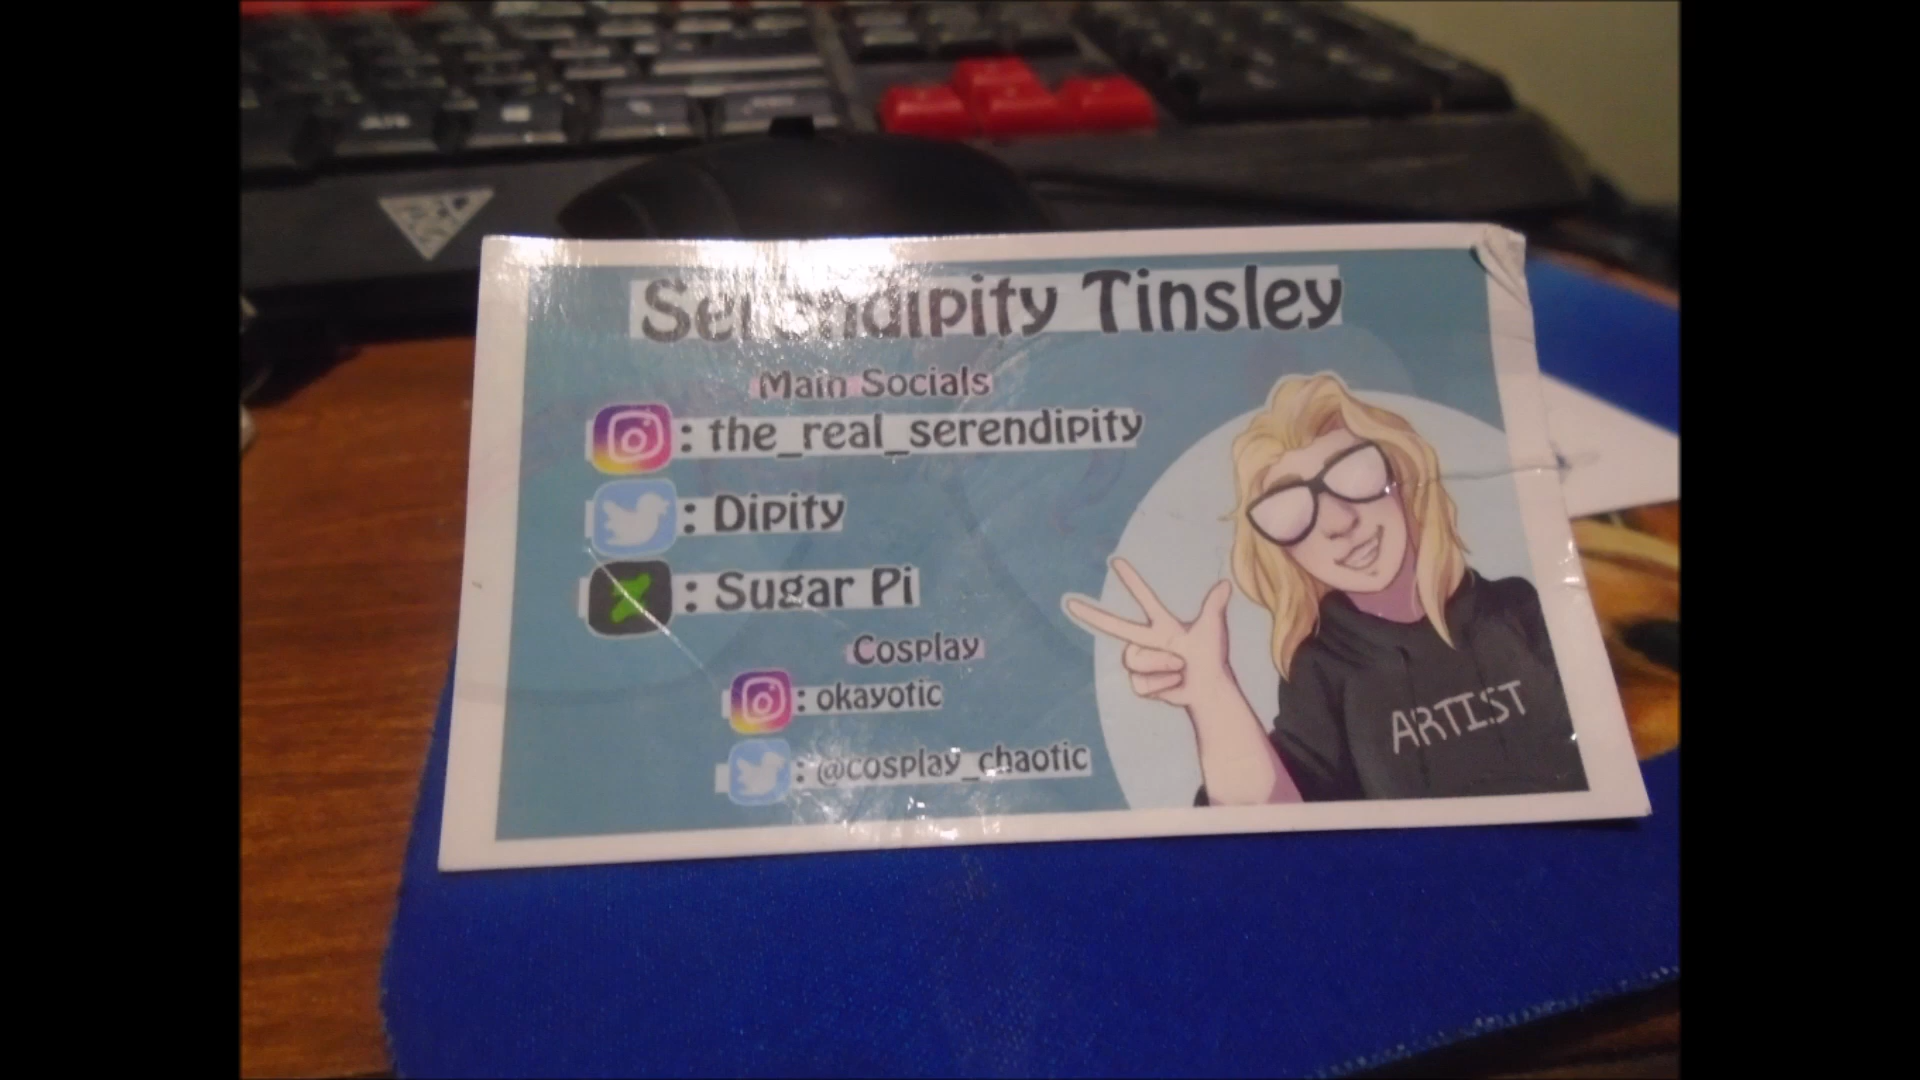 Serendipity Tinsley
Main Socials
: the_real_serendipity
: Dipity
: Sugar Pi
Cosplay
: okayotic
: @cosplay_chaotic
ARTIST